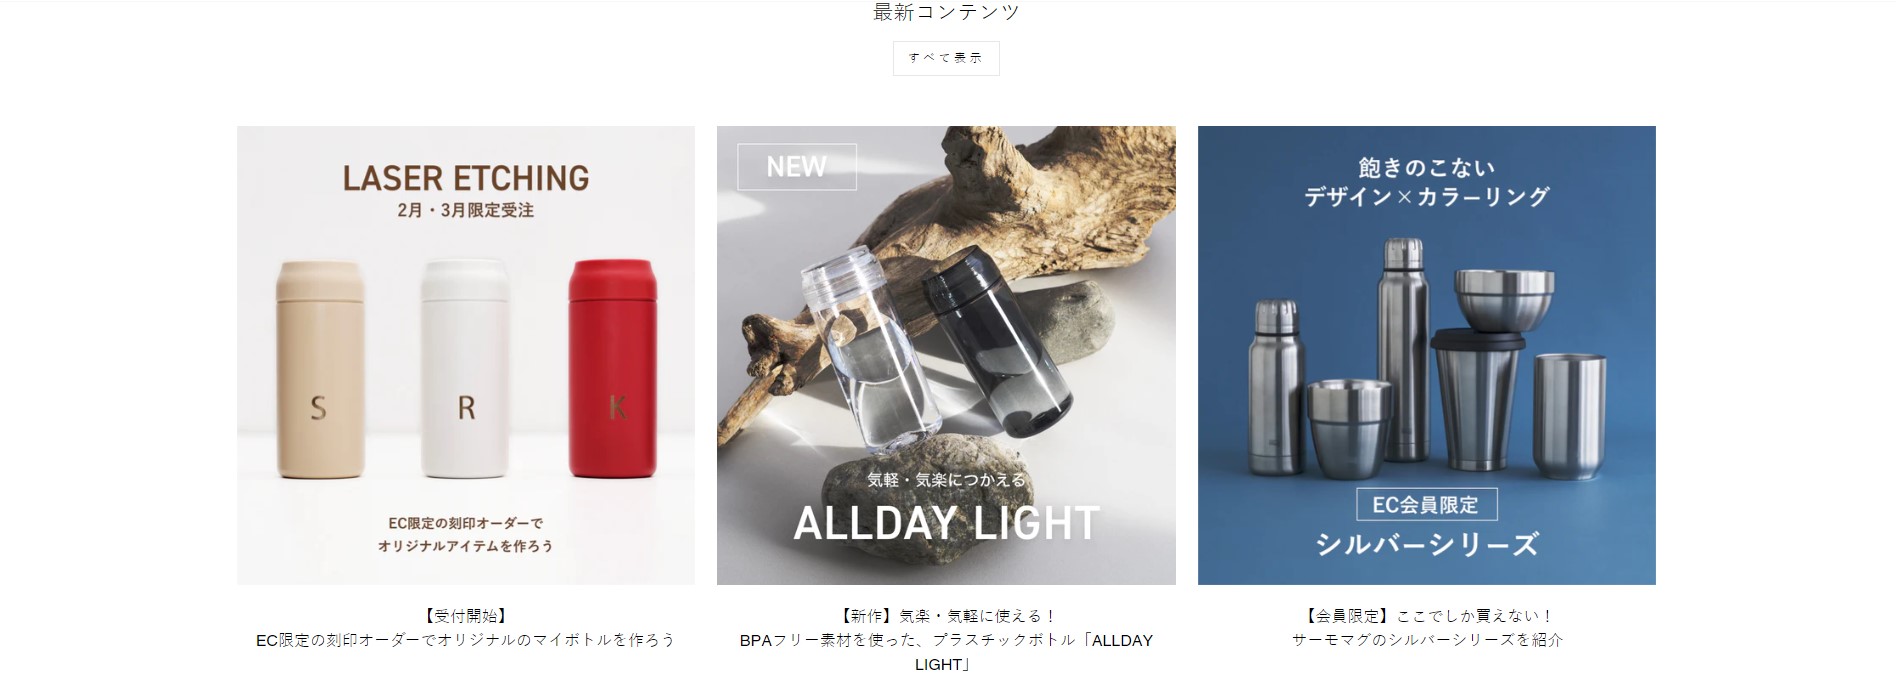 最新コンテンツ
すべて表示
LASER ETCHING
2月・3月限定受注
S
R
K
EC限定の刻印オーダーで
オリジナルアイテムを作ろう
【受付開始】
EC限定の刻印オーダーでオリジナルのマイボトルを作ろう
NEW
気軽・気楽につかえる
ALLDAY LIGHT
【新作】気楽・気軽に使える！
BPAフリー素材を使った、プラスチックボトル「ALLDAY
LIGHT」
飽きのこない
デザイン×カラーリング
EC会員限定
シルバーシリーズ
【会員限定】ここでしか買えない！
サーモマグのシルバーシリーズを紹介